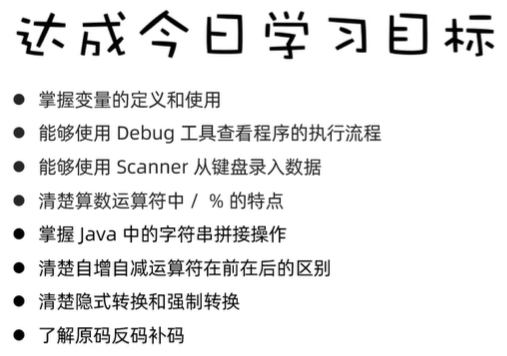 达成今日学习目标
● 掌握变量的定义和使用
● 能够使用 Debug 工具查看程序的执行流程
● 能够使用 Scanner 从键盘录入数据
● 清楚算数运算符中 / % 的特点
● 掌握 Java 中的字符串拼接操作
● 清楚自增自减运算符在前在后的区别
● 清楚隐式转换和强制转换
● 了解原码反码补码